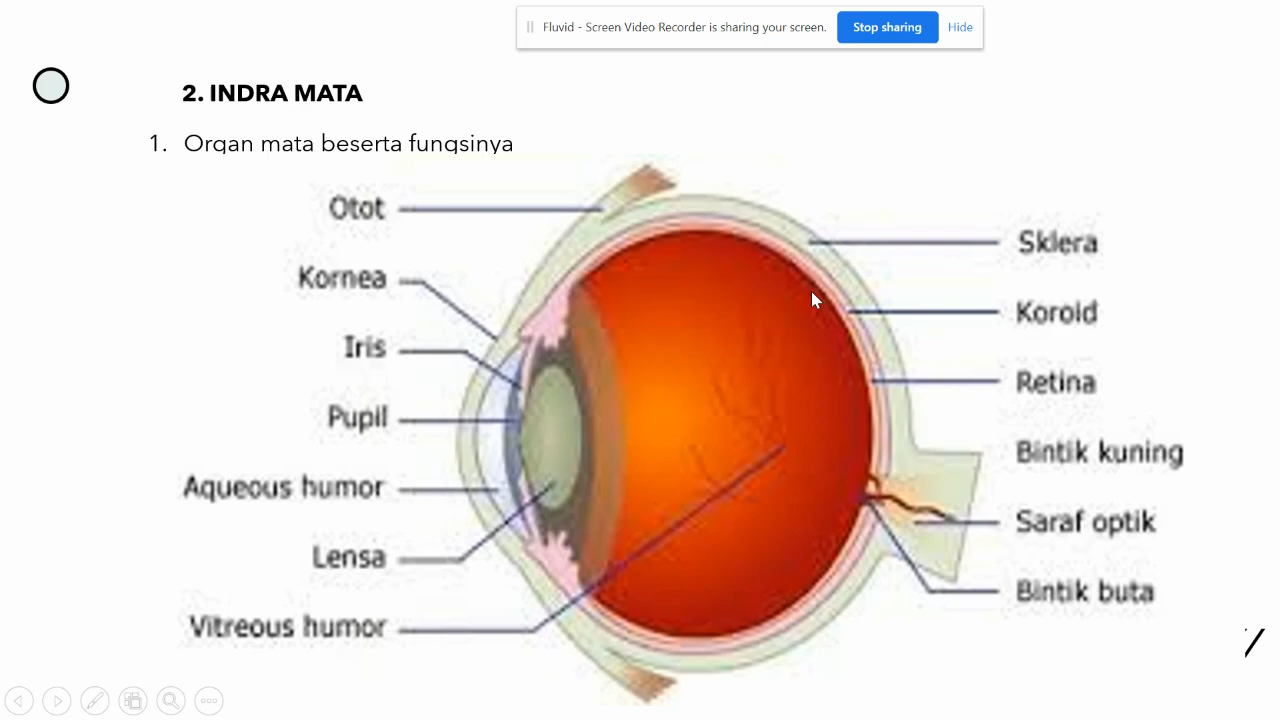 Fluvid - Screen Video Recorder is sharing your screen. Stop sharing Hide
2. INDRA MATA
1. Organ mata beserta fungsinya
Otot
Kornea
Iris
Pupil
Aqueous humor
Lensa
Vitreous humor
Sklera
Koroid
Retina
Bintik kuning
Saraf optik
Bintik buta